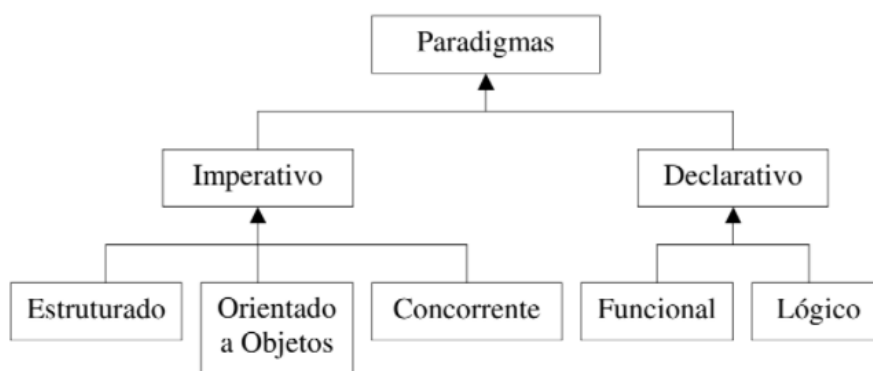 Paradigmas
Imperativo
Declarativo
Estruturado
Orientado
a Objetos
Concorrente
Funcional
Lógico